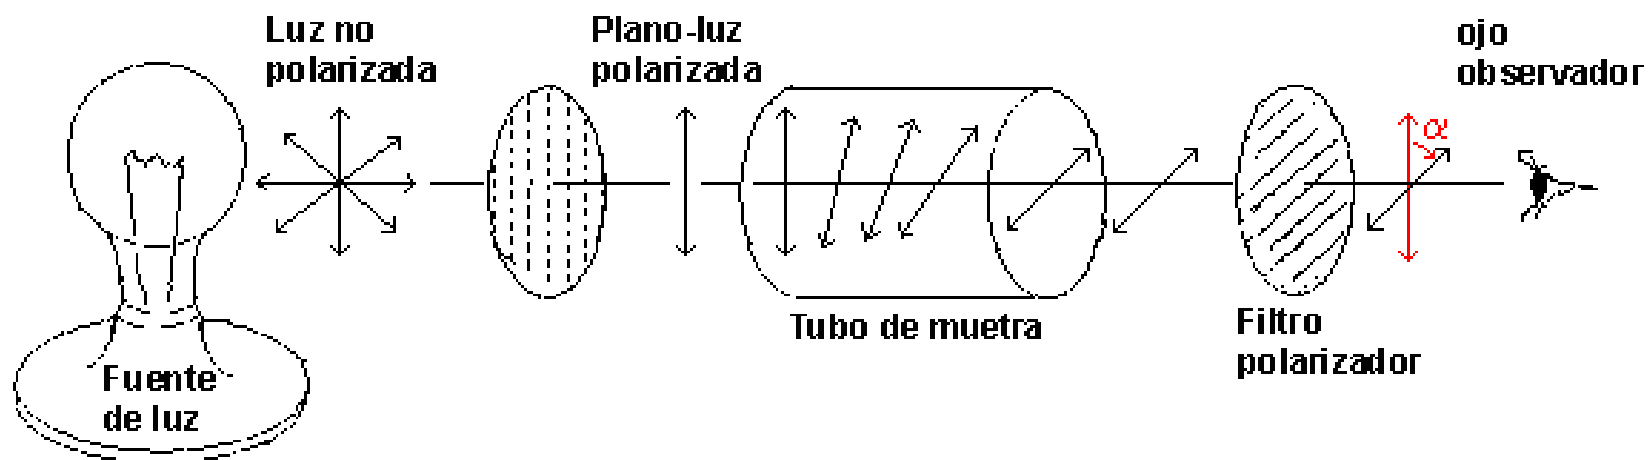 Luz no
polarizada
Plano-luz
polarizada
ojo
observador
α
Tubo de muetra
Filtro
polarizador
Fuente
de luz